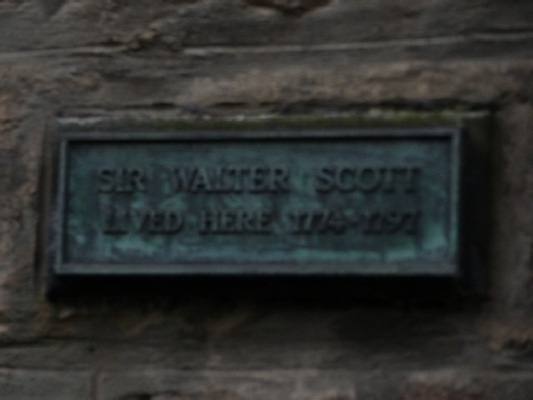 SIR WALTER SCOTT
LIVED HERE 1774-1797